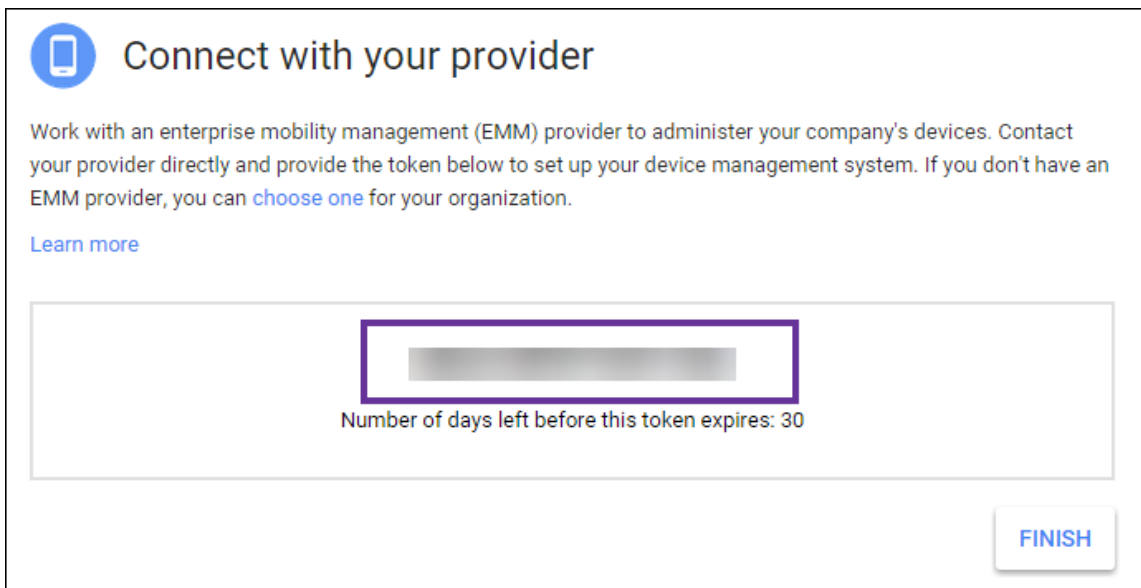 Connect with your provider
Work with an enterprise mobility management (EMM) provider to administer your company's devices. Contact
your provider directly and provide the token below to set up your device management system. If you don't have an
EMM provider, you can choose one for your organization.
Learn more
Number of days left before this token expires: 30
FINISH